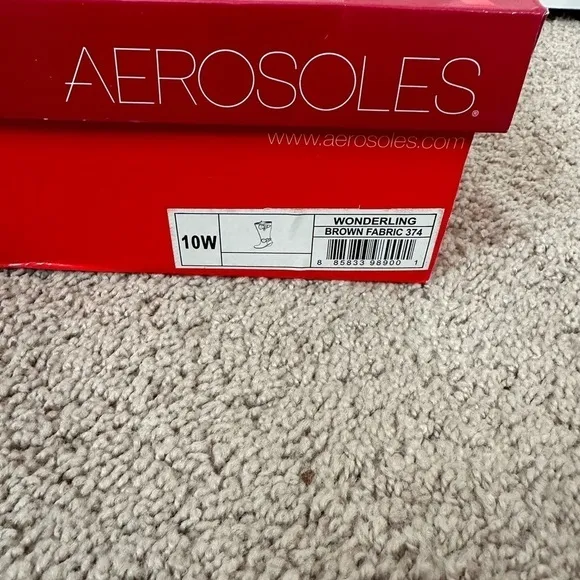 AEROSOLES®
www.aerosoles.com
10W
WONDERLING
BROWN FABRIC 374
8 85833 98900 1